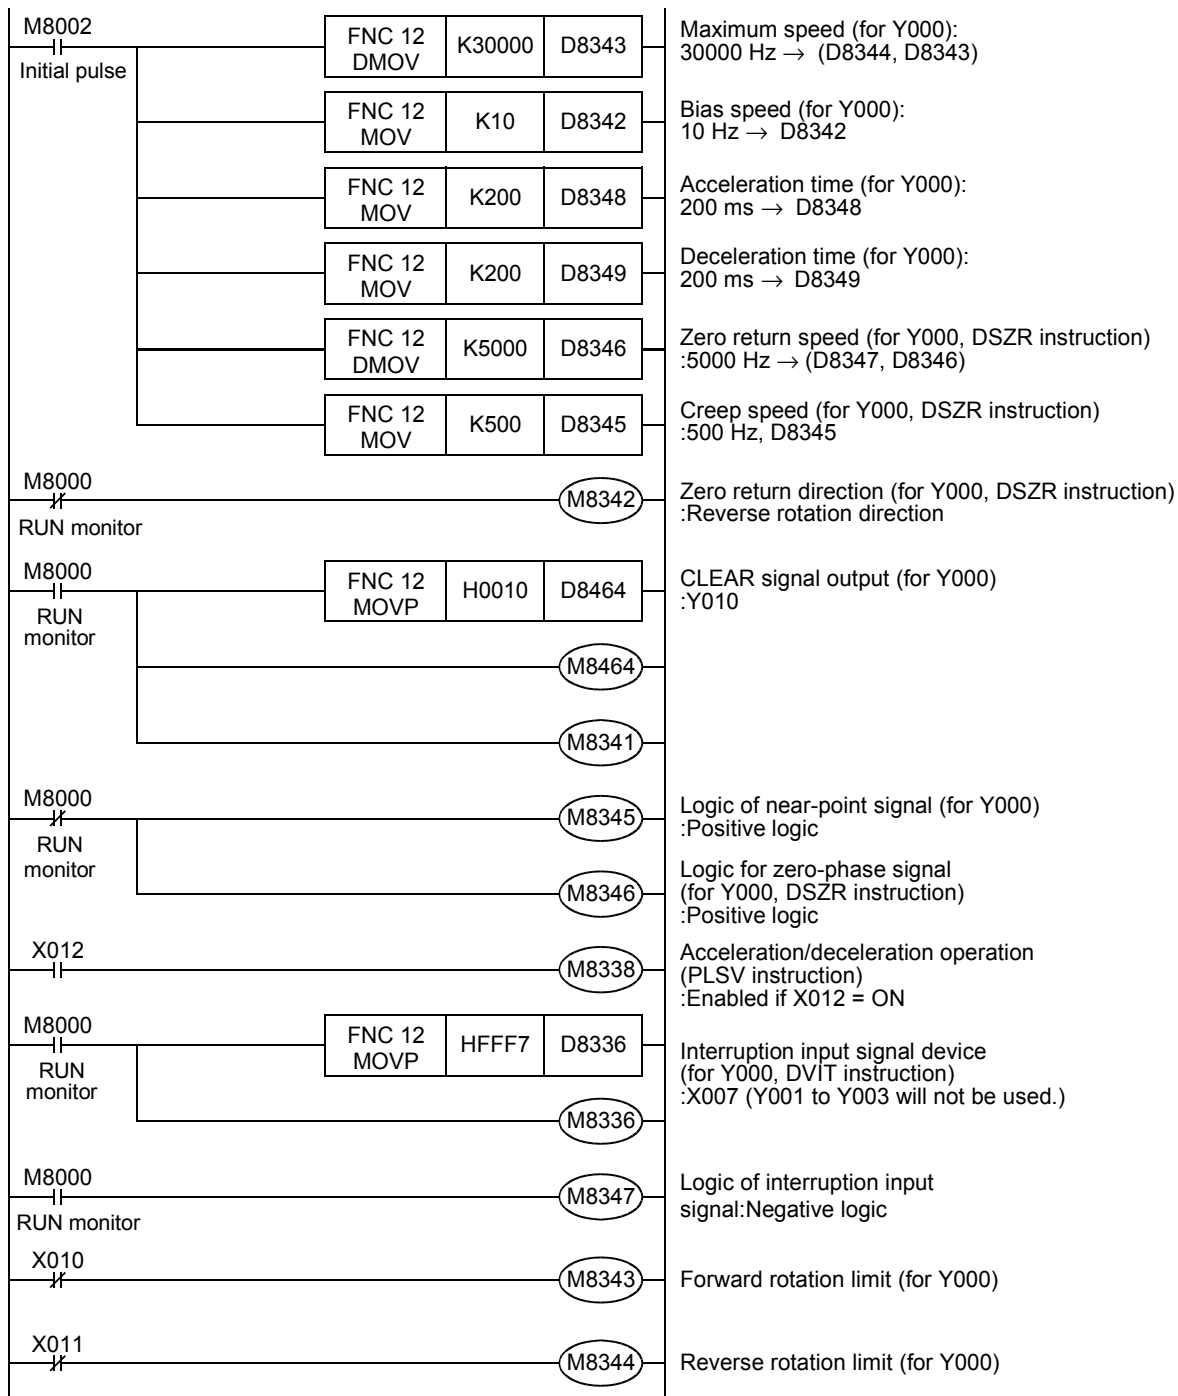 M8002
Initial pulse
FNC 12
DMOV
K30000
D8343
Maximum speed (for Y000):
30000 Hz → (D8344, D8343)
FNC 12
MOV
K10
D8342
Bias speed (for Y000):
10 Hz → D8342
FNC 12
MOV
K200
D8348
Acceleration time (for Y000):
200 ms → D8348
FNC 12
MOV
K200
D8349
Deceleration time (for Y000):
200 ms → D8349
FNC 12
DMOV
K5000
D8346
Zero return speed (for Y000, DSZR instruction)
:5000 Hz → (D8347, D8346)
FNC 12
MOV
K500
D8345
Creep speed (for Y000, DSZR instruction)
:500 Hz, D8345
M8000
RUN monitor
M8342
Zero return direction (for Y000, DSZR instruction)
:Reverse rotation direction
M8000
RUN
monitor
FNC 12
MOVP
H0010
D8464
CLEAR signal output (for Y000)
:Y010
M8464
M8341
M8000
RUN
monitor
M8345
Logic of near-point signal (for Y000)
:Positive logic
M8346
Logic for zero-phase signal
(for Y000, DSZR instruction)
:Positive logic
X012
M8338
Acceleration/deceleration operation
(PLSV instruction)
:Enabled if X012 = ON
M8000
RUN
monitor
FNC 12
MOVP
HFFF7
D8336
Interruption input signal device
(for Y000, DVIT instruction)
:X007 (Y001 to Y003 will not be used.)
M8336
M8000
RUN monitor
M8347
Logic of interruption input
signal:Negative logic
X010
M8343
Forward rotation limit (for Y000)
X011
M8344
Reverse rotation limit (for Y000)